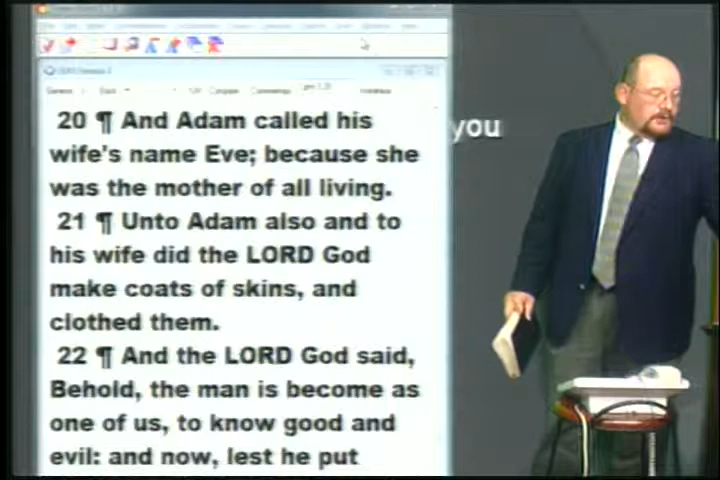 20 ¶ And Adam called his
wife's name Eve; because she
was the mother of all living.
21 ¶ Unto Adam also and to
his wife did the LORD God
make coats of skins, and
clothed them.
22 ¶ And the LORD God said,
Behold, the man is become as
one of us, to know good and
evil: and now, lest he put
you